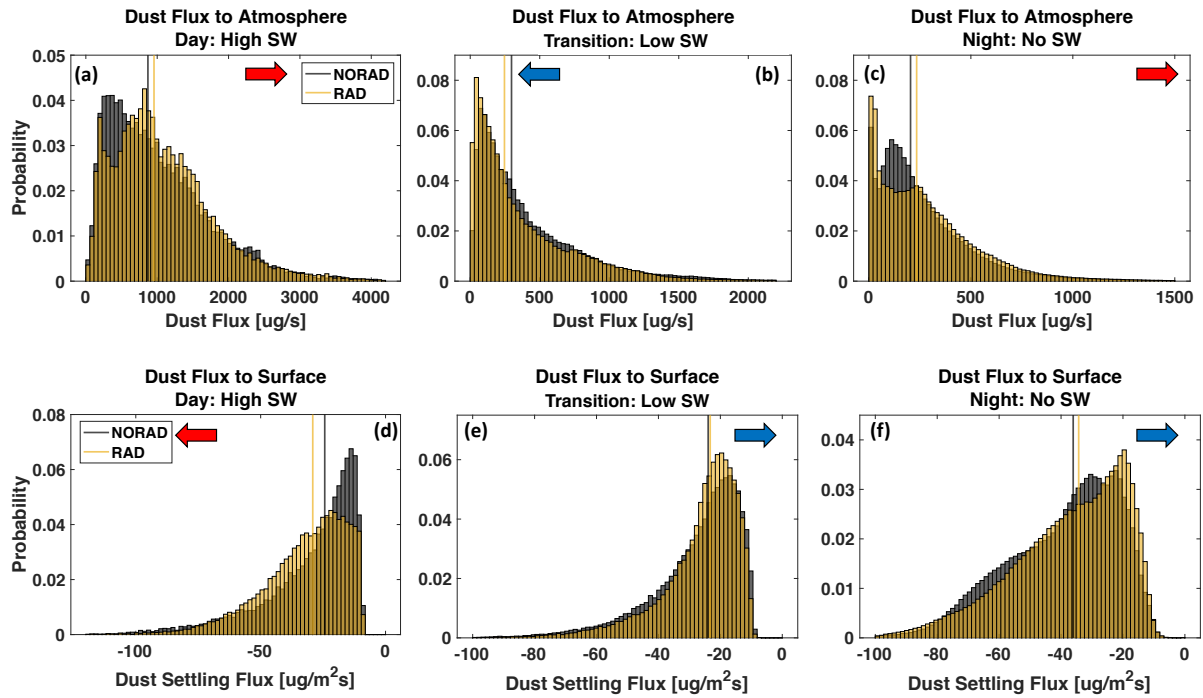 Dust Flux to Atmosphere
Day: High SW
(a)
NORAD
RAD
Probability
0.05
0.04
0.03
0.02
0.01
0
0 1000 2000 3000 4000
Dust Flux [ug/s]
Dust Flux to Atmosphere
Transition: Low SW
(b)
0.08
0.06
0.04
0.02
0
0 500 1000 1500 2000
Dust Flux [ug/s]
Dust Flux to Atmosphere
Night: No SW
(c)
0.08
0.06
0.04
0.02
0
0 500 1000 1500
Dust Flux [ug/s]
Dust Flux to Surface
Day: High SW
NORAD
RAD
(d)
Probability
0.08
0.06
0.04
0.02
0
-100 -50 0
Dust Settling Flux [ug/m²s]
Dust Flux to Surface
Transition: Low SW
(e)
0.06
0.04
0.02
0
-100 -80 -60 -40 -20 0
Dust Settling Flux [ug/m²s]
Dust Flux to Surface
Night: No SW
(f)
0.04
0.03
0.02
0.01
0
-100 -80 -60 -40 -20 0
Dust Settling Flux [ug/m²s]